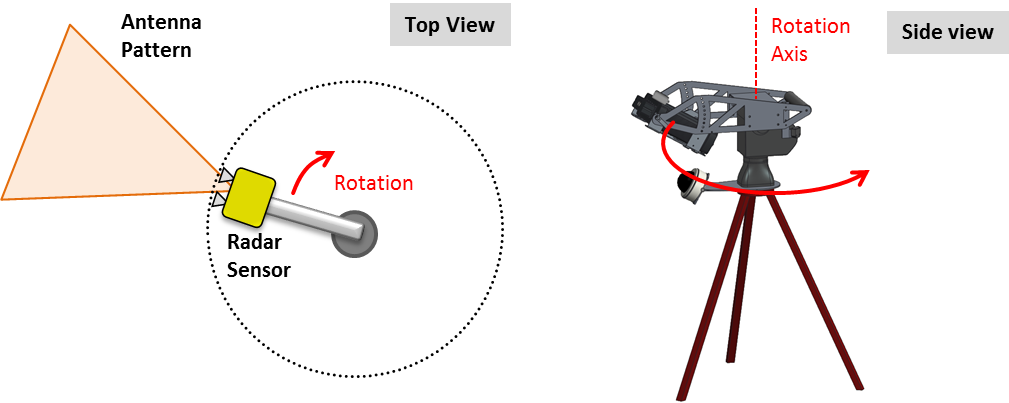 Antenna
Pattern
Top View
Rotation
Radar
Sensor
Rotation
Axis
Side view